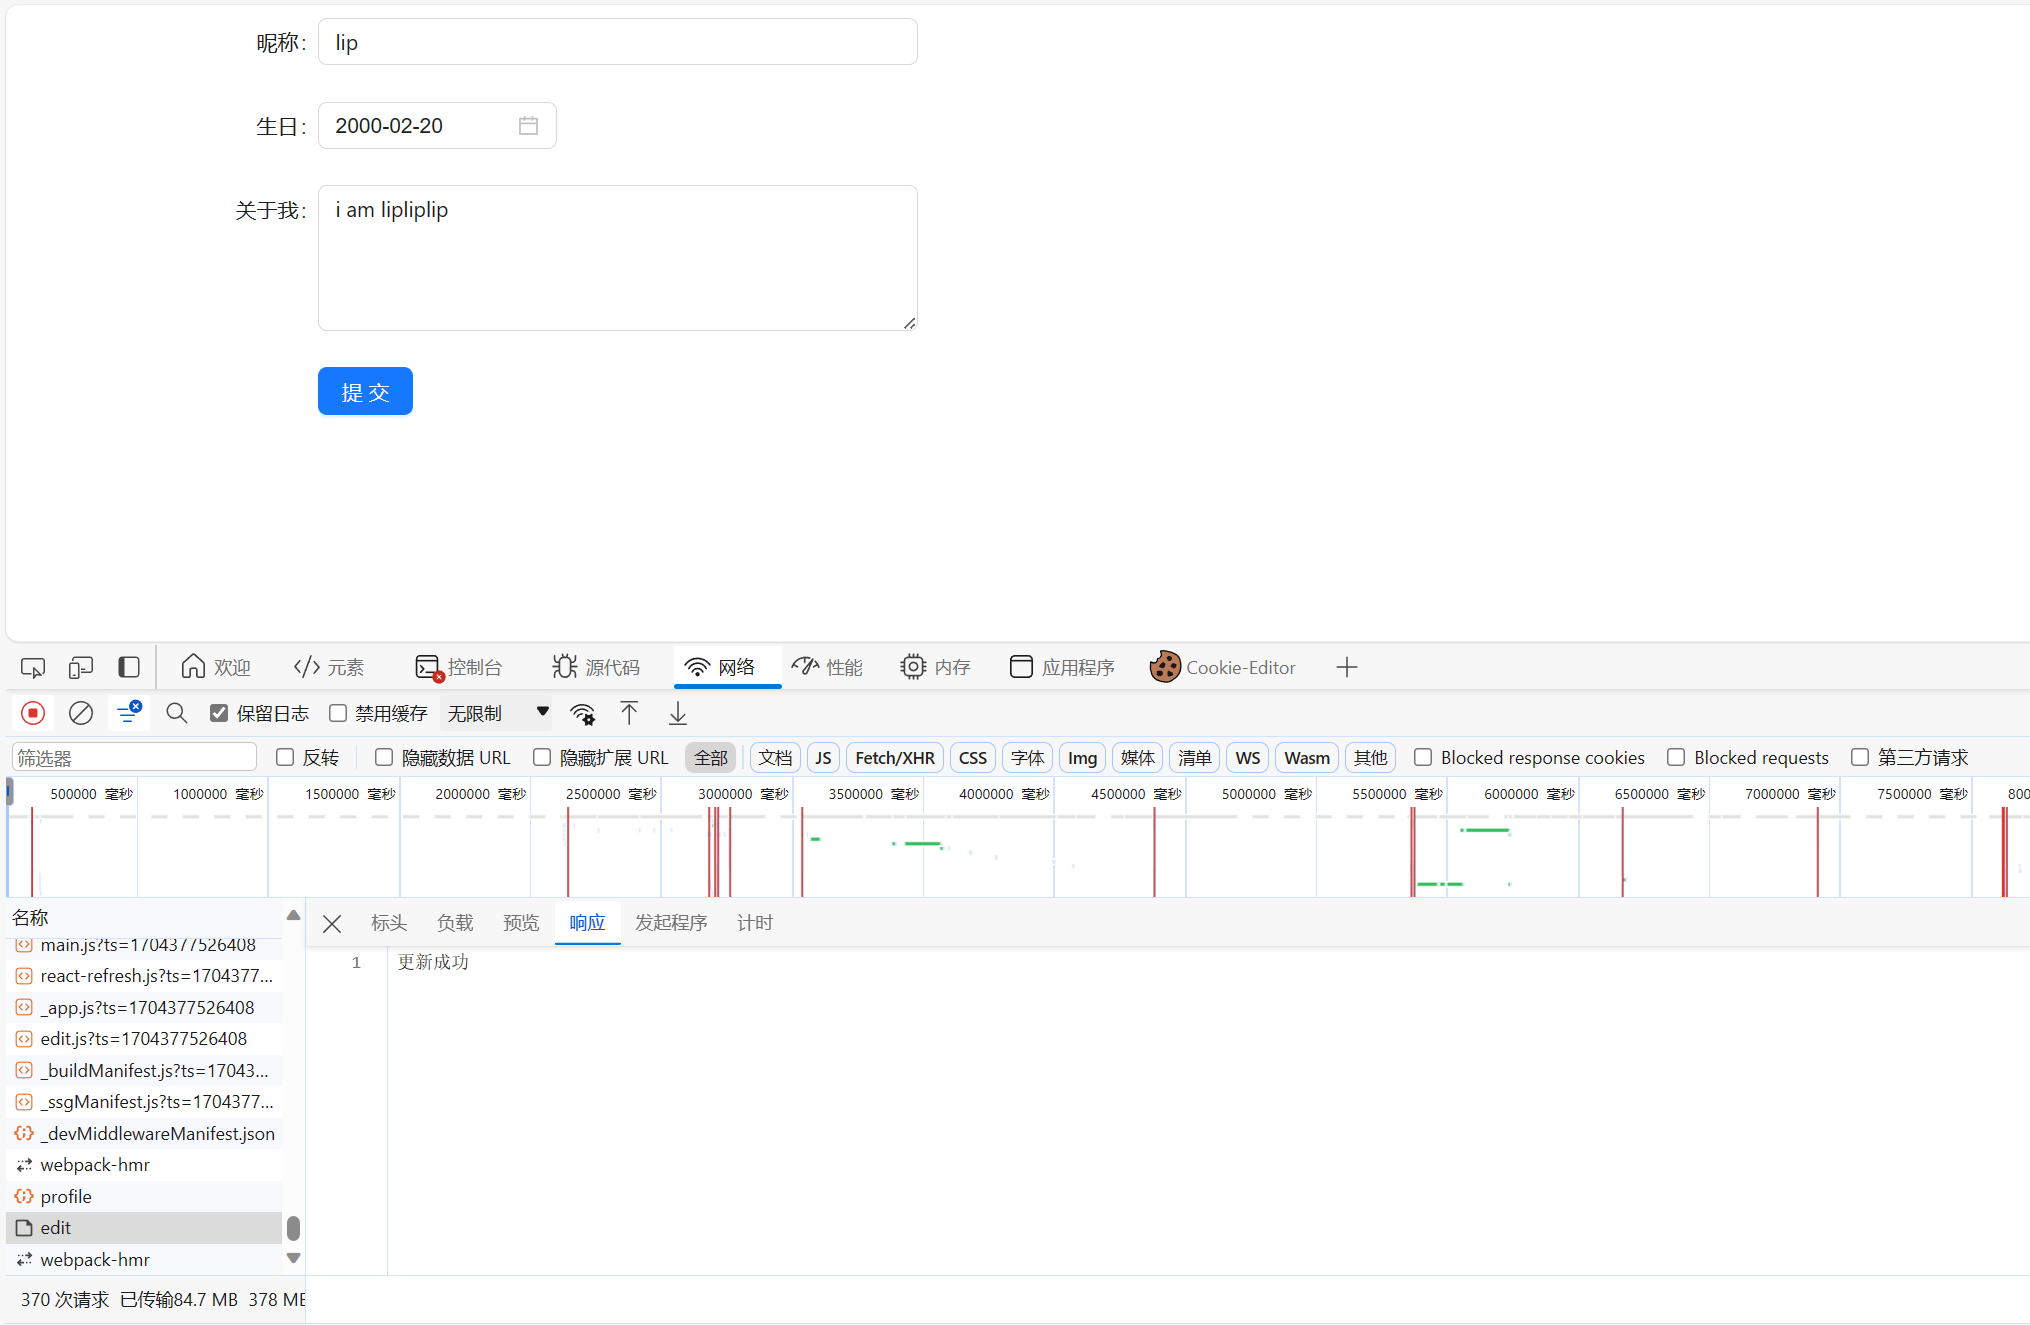 昵称: lip
生日: 2000-02-20
关于我: i am lipliplip
提 交
欢迎 元素 控制台 源代码 网络 性能 内存 应用程序 Cookie-Editor
保留日志 禁用缓存 无限制
筛选器 反转 隐藏数据 URL 隐藏扩展 URL 全部 文档 JS Fetch/XHR CSS 字体 Img 媒体 清单 WS Wasm 其他 Blocked response cookies Blocked requests 第三方请求
500000 毫秒 1000000 毫秒 1500000 毫秒 2000000 毫秒 2500000 毫秒 3000000 毫秒 3500000 毫秒 4000000 毫秒 4500000 毫秒 5000000 毫秒 5500000 毫秒 6000000 毫秒 6500000 毫秒 7000000 毫秒 7500000 毫秒 800
名称
标头 负载 预览 响应 发起程序 计时
1 更新成功
main.js?ts=1704377526408
react-refresh.js?ts=1704377...
_app.js?ts=1704377526408
edit.js?ts=1704377526408
_buildManifest.js?ts=17043...
_ssgManifest.js?ts=1704377...
_devMiddlewareManifest.json
webpack-hmr
profile
edit
webpack-hmr
370 次请求 已传输84.7 MB 378 ME